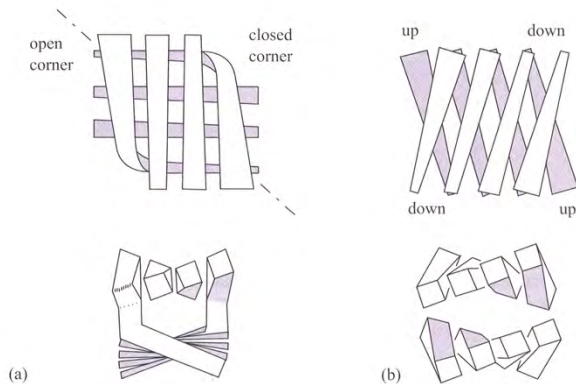 open
corner
closed
corner
up
down
down
up
(a)
(b)